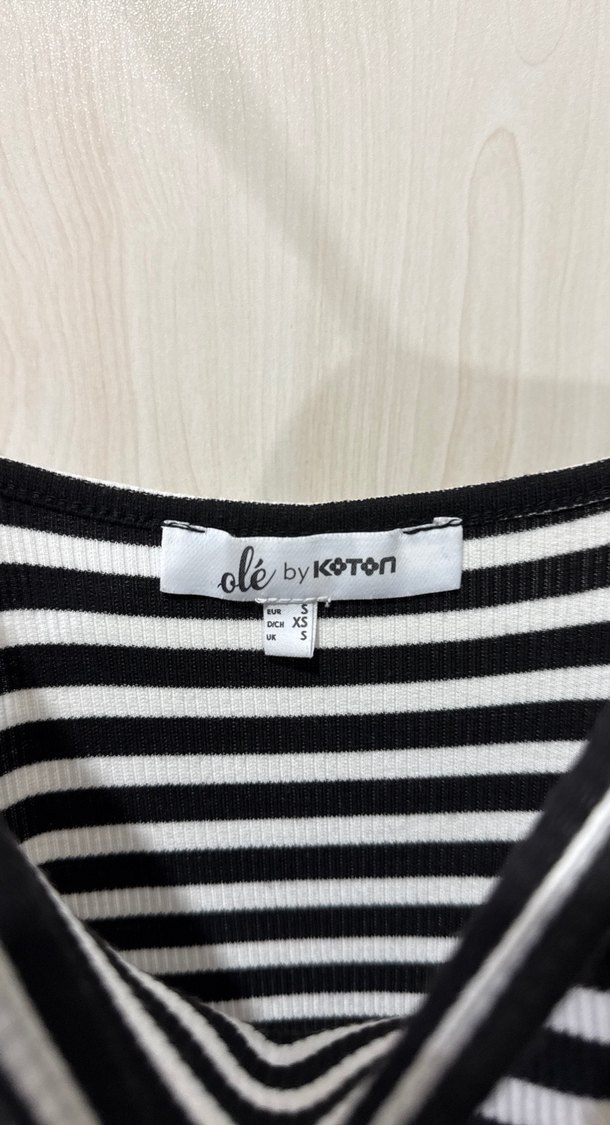 olé by KOTON
EUR S
D/CH XS
UK S